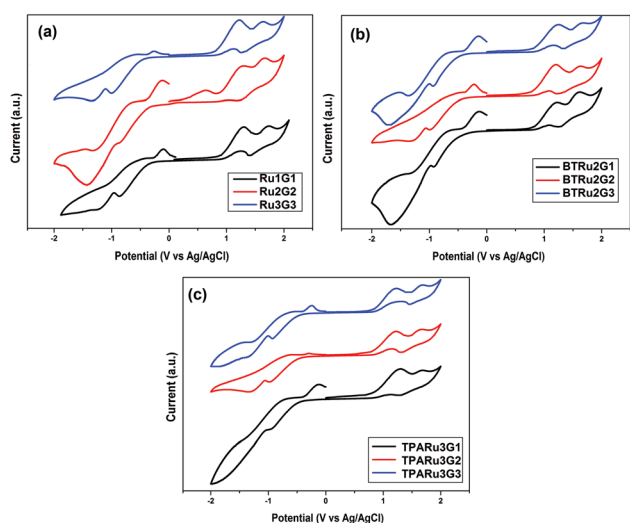 (a)
Current (a.u.)
Ru1G1
Ru2G2
Ru3G3
-2 -1 0 1 2
Potential (V vs Ag/AgCl)
(b)
Current (a.u.)
BTRu2G1
BTRu2G2
BTRu2G3
-2 -1 0 1 2
Potential (V vs Ag/AgCl)
(c)
Current (a.u.)
TPARu3G1
TPARu3G2
TPARu3G3
-2 -1 0 1 2
Potential (V vs Ag/AgCl)